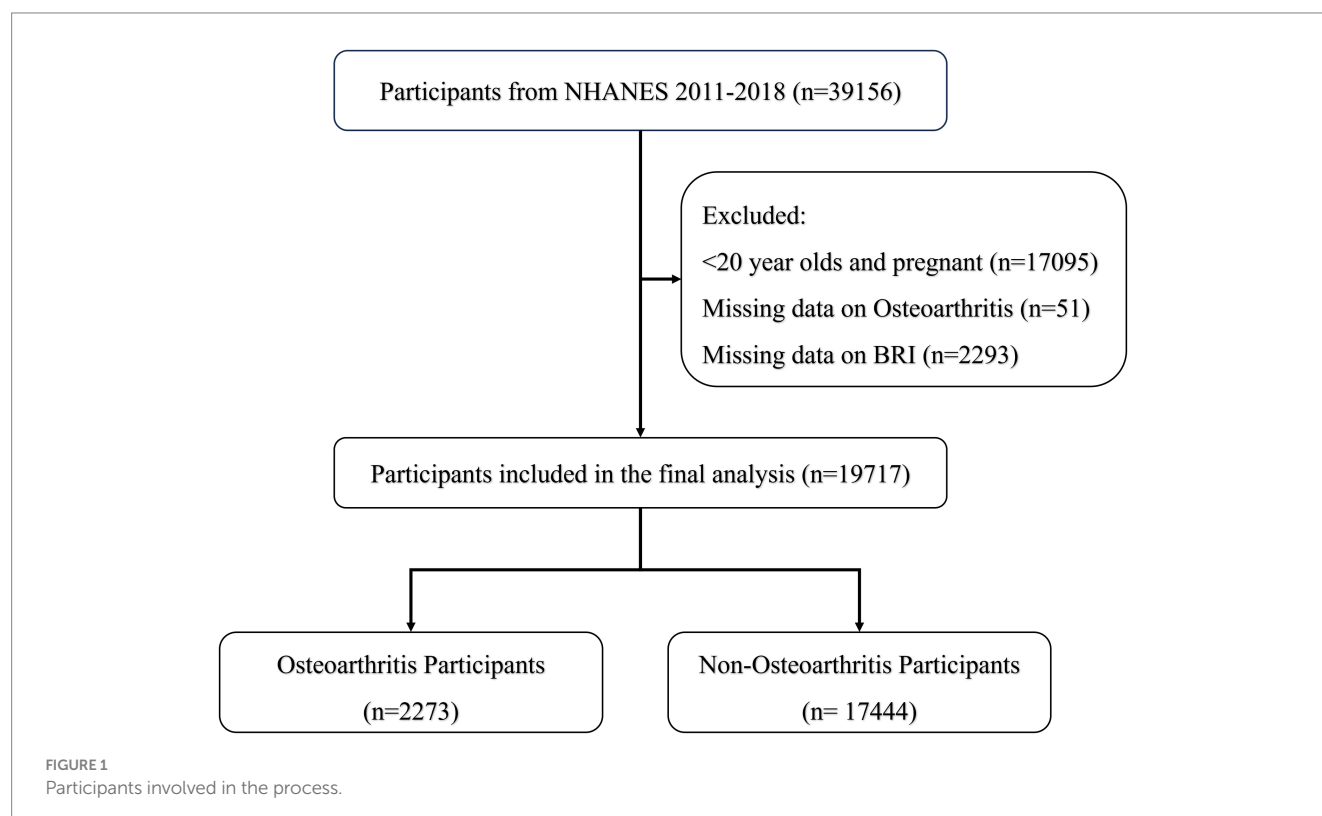 Participants from NHANES 2011-2018 (n=39156)
Excluded:
<20 year olds and pregnant (n=17095)
Missing data on Osteoarthritis (n=51)
Missing data on BRI (n=2293)
Participants included in the final analysis (n=19717)
Osteoarthritis Participants
(n=2273)
Non-Osteoarthritis Participants
(n= 17444)
FIGURE 1
Participants involved in the process.